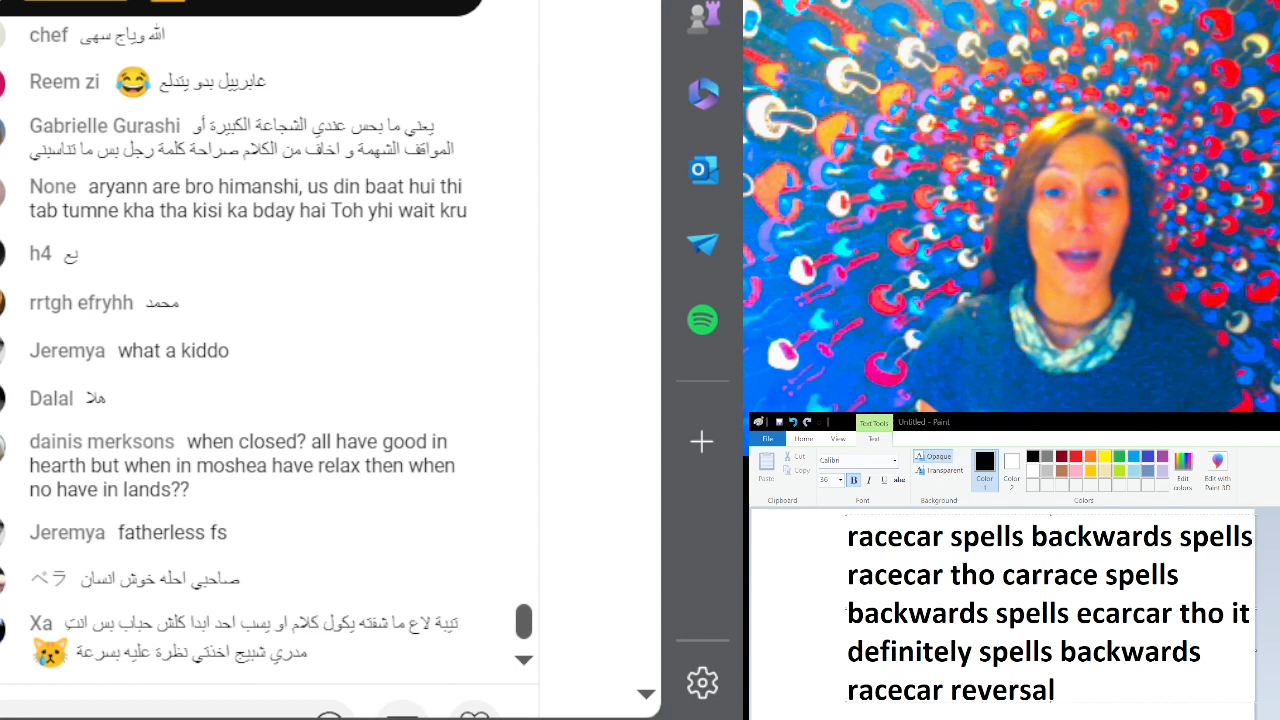 chef الله وياج سهى
Reem zi 😂 غابرييل بدو يتدلع
Gabrielle Gurashi يعني ما بحس عندي الشجاعة الكبيرة أو
المواقف الشهمة و اخاف من الكلام صراحة كلمة رجل بس ما تناسبني
None aryann are bro himanshi, us din baat hui thi
tab tumne kha tha kisi ka bday hai Toh yhi wait kru
h4 يع
rrtgh efryhh محمد
Jeremya what a kiddo
Dalal هلا
dainis merksons when closed? all have good in
hearth but when in moshea have relax then when
no have in lands??
Jeremya fatherless fs
ペラ صاحبي احله خوش انسان
Xa تيبة لاع ما شفته يكول كلام او يسب احد ابدا كلش حباب بس انتِ
مدري شبيج اخذتي نظرة عليه بسرعة 😿
Text Tools Untitled - Paint
File Home View Text
Paste Cut Copy
Calibri
36 B I U abc
Opaque
Transparent
Color 1
Color 2
Edit colors
Edit with Paint 3D
Clipboard Font Background Colors
racecar spells backwards spells
racecar tho carrace spells
backwards spells ecarcar tho it
definitely spells backwards
racecar reversal